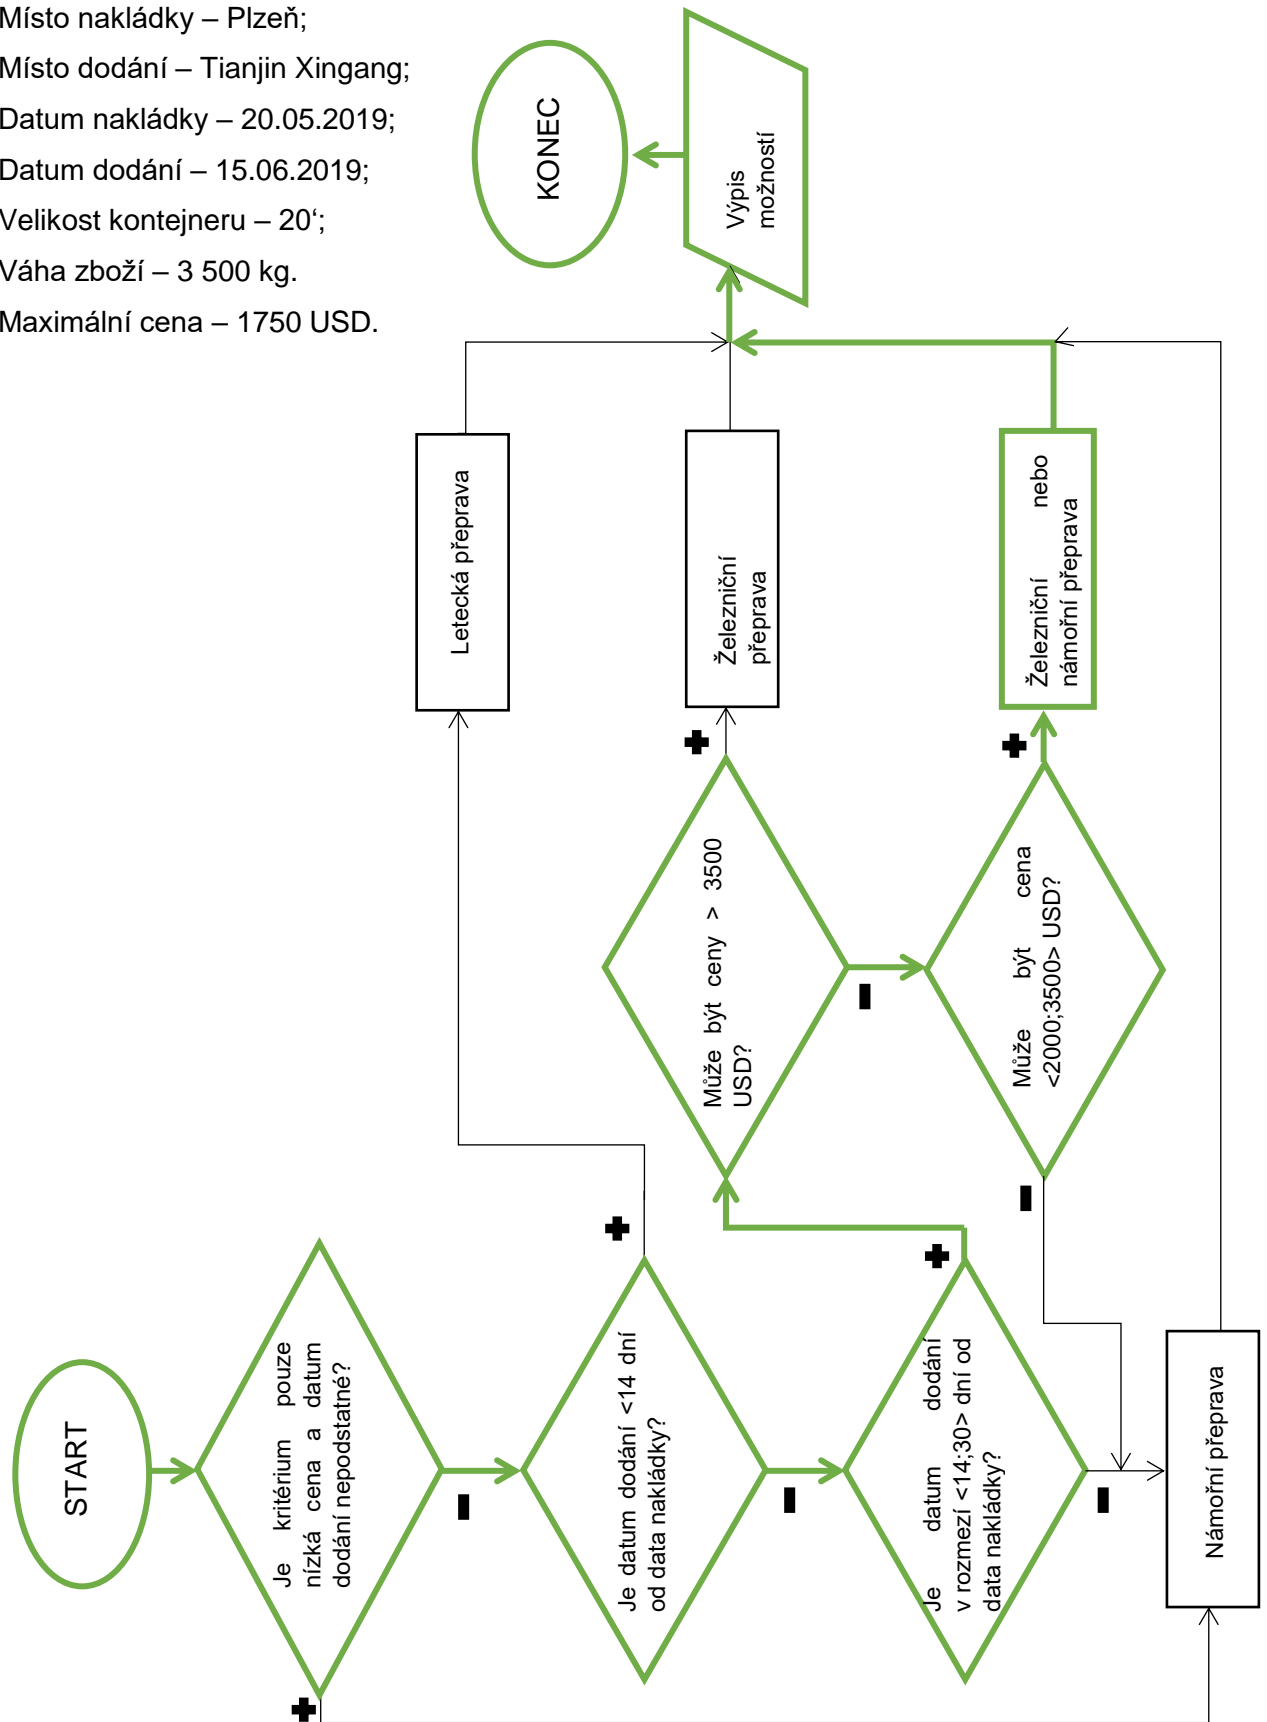 Místo nakládky – Plzeň;
Místo dodání – Tianjin Xingang;
Datum nakládky – 20.05.2019;
Datum dodání – 15.06.2019;
Velikost kontejneru – 20‘;
Váha zboží – 3 500 kg.
Maximální cena – 1750 USD.
START
Je kritérium pouze
nízká cena a datum
dodání nepodstatné?
Je datum dodání <14 dní
od data nakládky?
Je datum dodání
v rozmezí <14;30> dní od
data nakládky?
Námořní přeprava
Může být ceny > 3500
USD?
Může být cena
<2000;3500> USD?
Letecká přeprava
Železniční
přeprava
Železniční nebo
námořní přeprava
Výpis
možností
KONEC